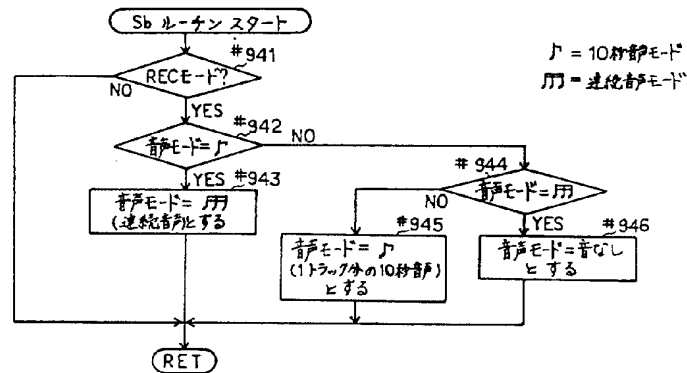 Sb ルーチン スタート
#941
RECモード?
NO
YES
♪ = 10秒音声モード
♬ = 連続音声モード
#942
音声モード=♪
NO
YES
#943
音声モード = ♬
(連続音声)とする
#944
音声モード=♬
NO
YES
#945
音声モード = ♪
(1トラック分の10秒音声)
とする
#946
音声モード=音なし
とする
RET